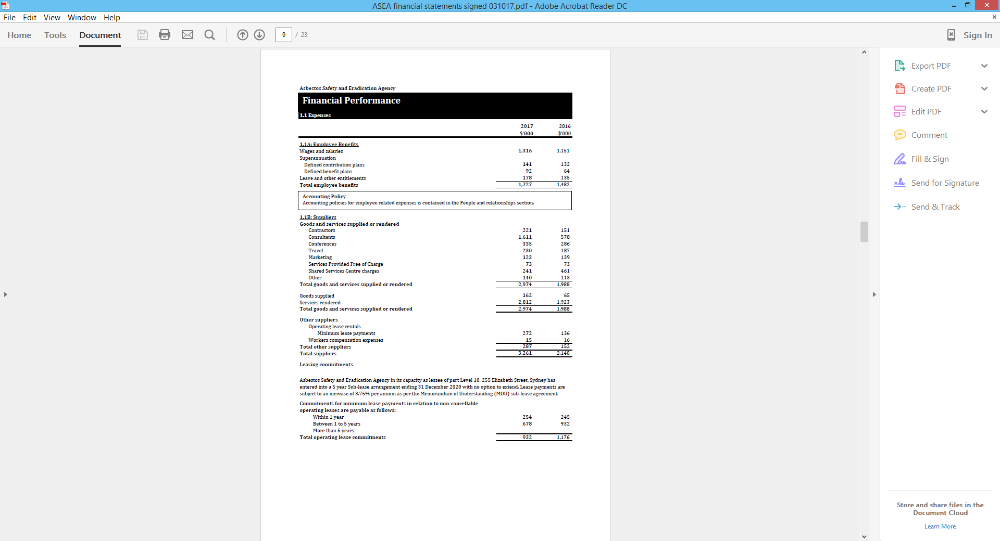 ASEA financial statements signed 031017.pdf - Adobe Acrobat Reader DC
File Edit View Window Help
Home Tools Document 9 / 23 Sign In
Asbestos Safety and Eradication Agency
Financial Performance
1.1 Expenses
2017 2016
$'000 $'000
1.1A: Employee Benefits
Wages and salaries 1,316 1,151
Superannuation
Defined contribution plans 141 132
Defined benefit plans 92 64
Leave and other entitlements 178 135
Total employee benefits 1,727 1,482
Accounting Policy
Accounting policies for employee related expenses is contained in the People and relationships section.
1.1B: Suppliers
Goods and services supplied or rendered
Contractors 221 151
Consultants 1,611 578
Conferences 335 286
Travel 230 187
Marketing 123 139
Services Provided Free of Charge 73 73
Shared Services Centre charges 241 461
Other 140 113
Total goods and services supplied or rendered 2,974 1,988
Goods supplied 162 65
Services rendered 2,812 1,923
Total goods and services supplied or rendered 2,974 1,988
Other suppliers
Operating lease rentals
Minimum lease payments 272 136
Workers compensation expenses 15 16
Total other suppliers 287 152
Total suppliers 3,261 2,140
Leasing commitments
Asbestos Safety and Eradication Agency in its capacity as lessee of part Level 10, 255 Elizabeth Street, Sydney has
entered into a 5 year Sub-lease arrangement ending 31 December 2020 with no option to extend. Lease payments are
subject to an increase of 3.75% per annum as per the Memorandum of Understanding (MOU) sub-lease agreement.
Commitments for minimum lease payments in relation to non-cancellable
operating leases are payable as follows:
Within 1 year 254 245
Between 1 to 5 years 678 932
More than 5 years - -
Total operating lease commitments 932 1,176
Export PDF
Create PDF
Edit PDF
Comment
Fill & Sign
Send for Signature
Send & Track
Store and share files in the
Document Cloud
Learn More